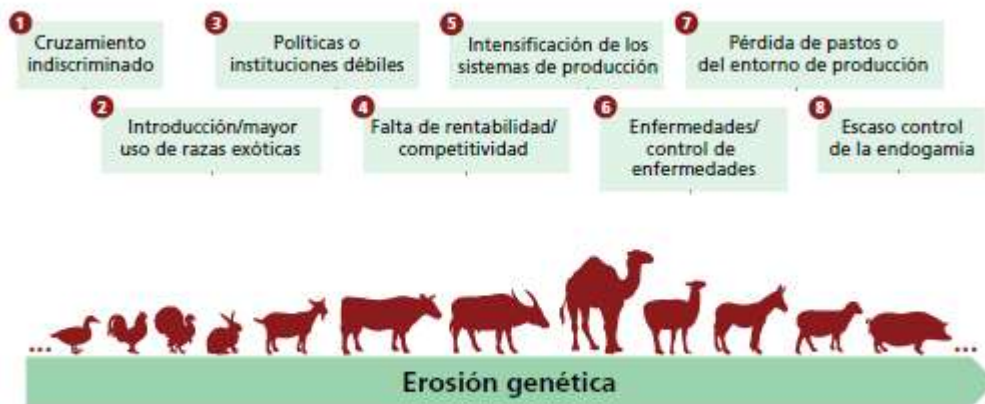 1
Cruzamiento
indiscriminado
2
Introducción/mayor
uso de razas exóticas
3
Políticas o
instituciones débiles
4
Falta de rentabilidad/
competitividad
5
Intensificación de los
sistemas de producción
6
Enfermedades/
control de
enfermedades
7
Pérdida de pastos o
del entorno de producción
8
Escaso control
de la endogamia
...
...
Erosión genética